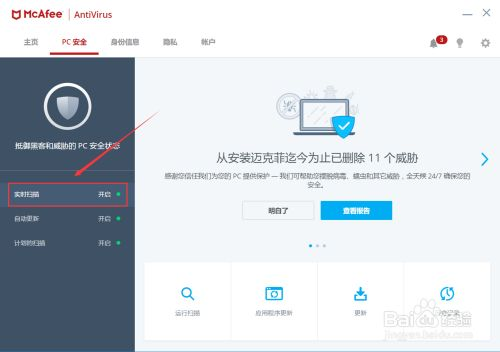 McAfee | AntiVirus
主页
PC 安全
身份信息
隐私
帐户
3
抵御黑客和威胁的 PC 安全状态
实时扫描 开启
自动更新 开启
计划的扫描 开启
从安装迈克菲迄今为止已删除 11 个威胁
感谢您信任我们为您的 PC 提供保护 — 我们可帮助您摆脱病毒、蠕虫和其它威胁，全天候 24/7 确保您的
安全。
明白了
查看报告
运行扫描
应用程序更新
更新
Baidu 经验